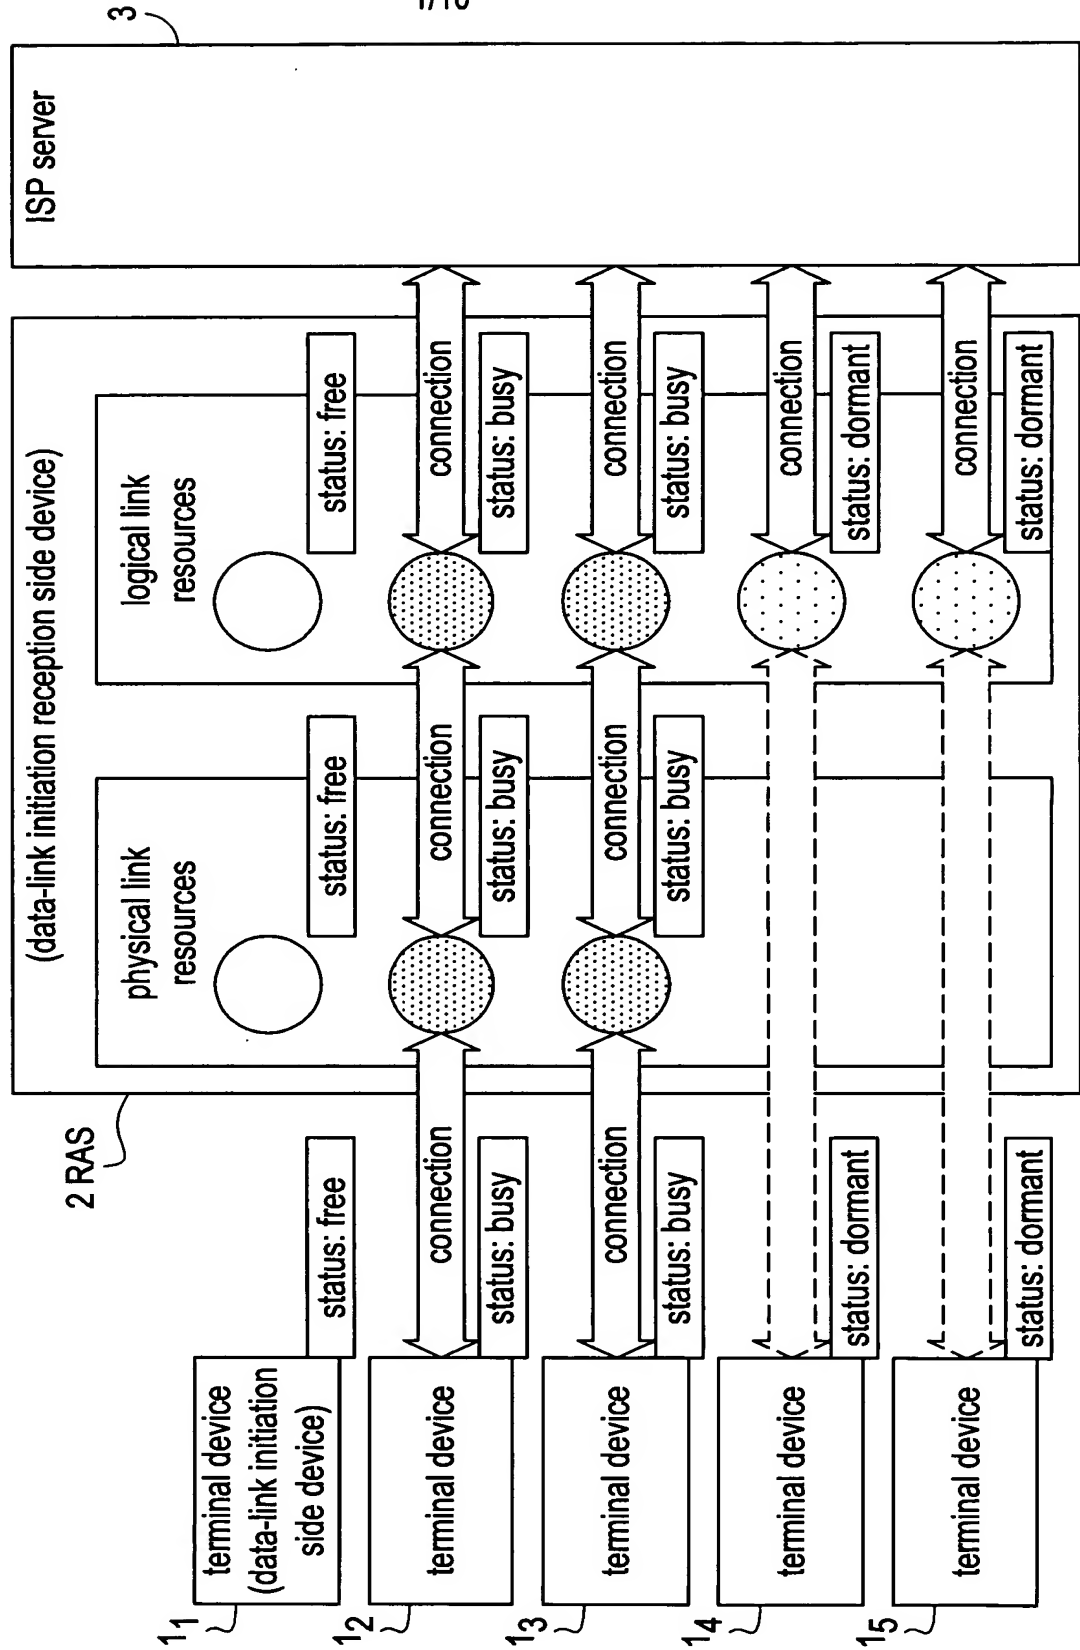 3
(data-link initiation reception side device)
ISP server
2 RAS
physical link
resources
logical link
resources
11
terminal device
(data-link initiation
side device)
status: free
status: free
status: free
12
terminal device
connection
connection
connection
status: busy
status: busy
status: busy
13
terminal device
connection
connection
connection
status: busy
status: busy
status: busy
14
terminal device
connection
status: dormant
status: dormant
15
terminal device
connection
status: dormant
status: dormant